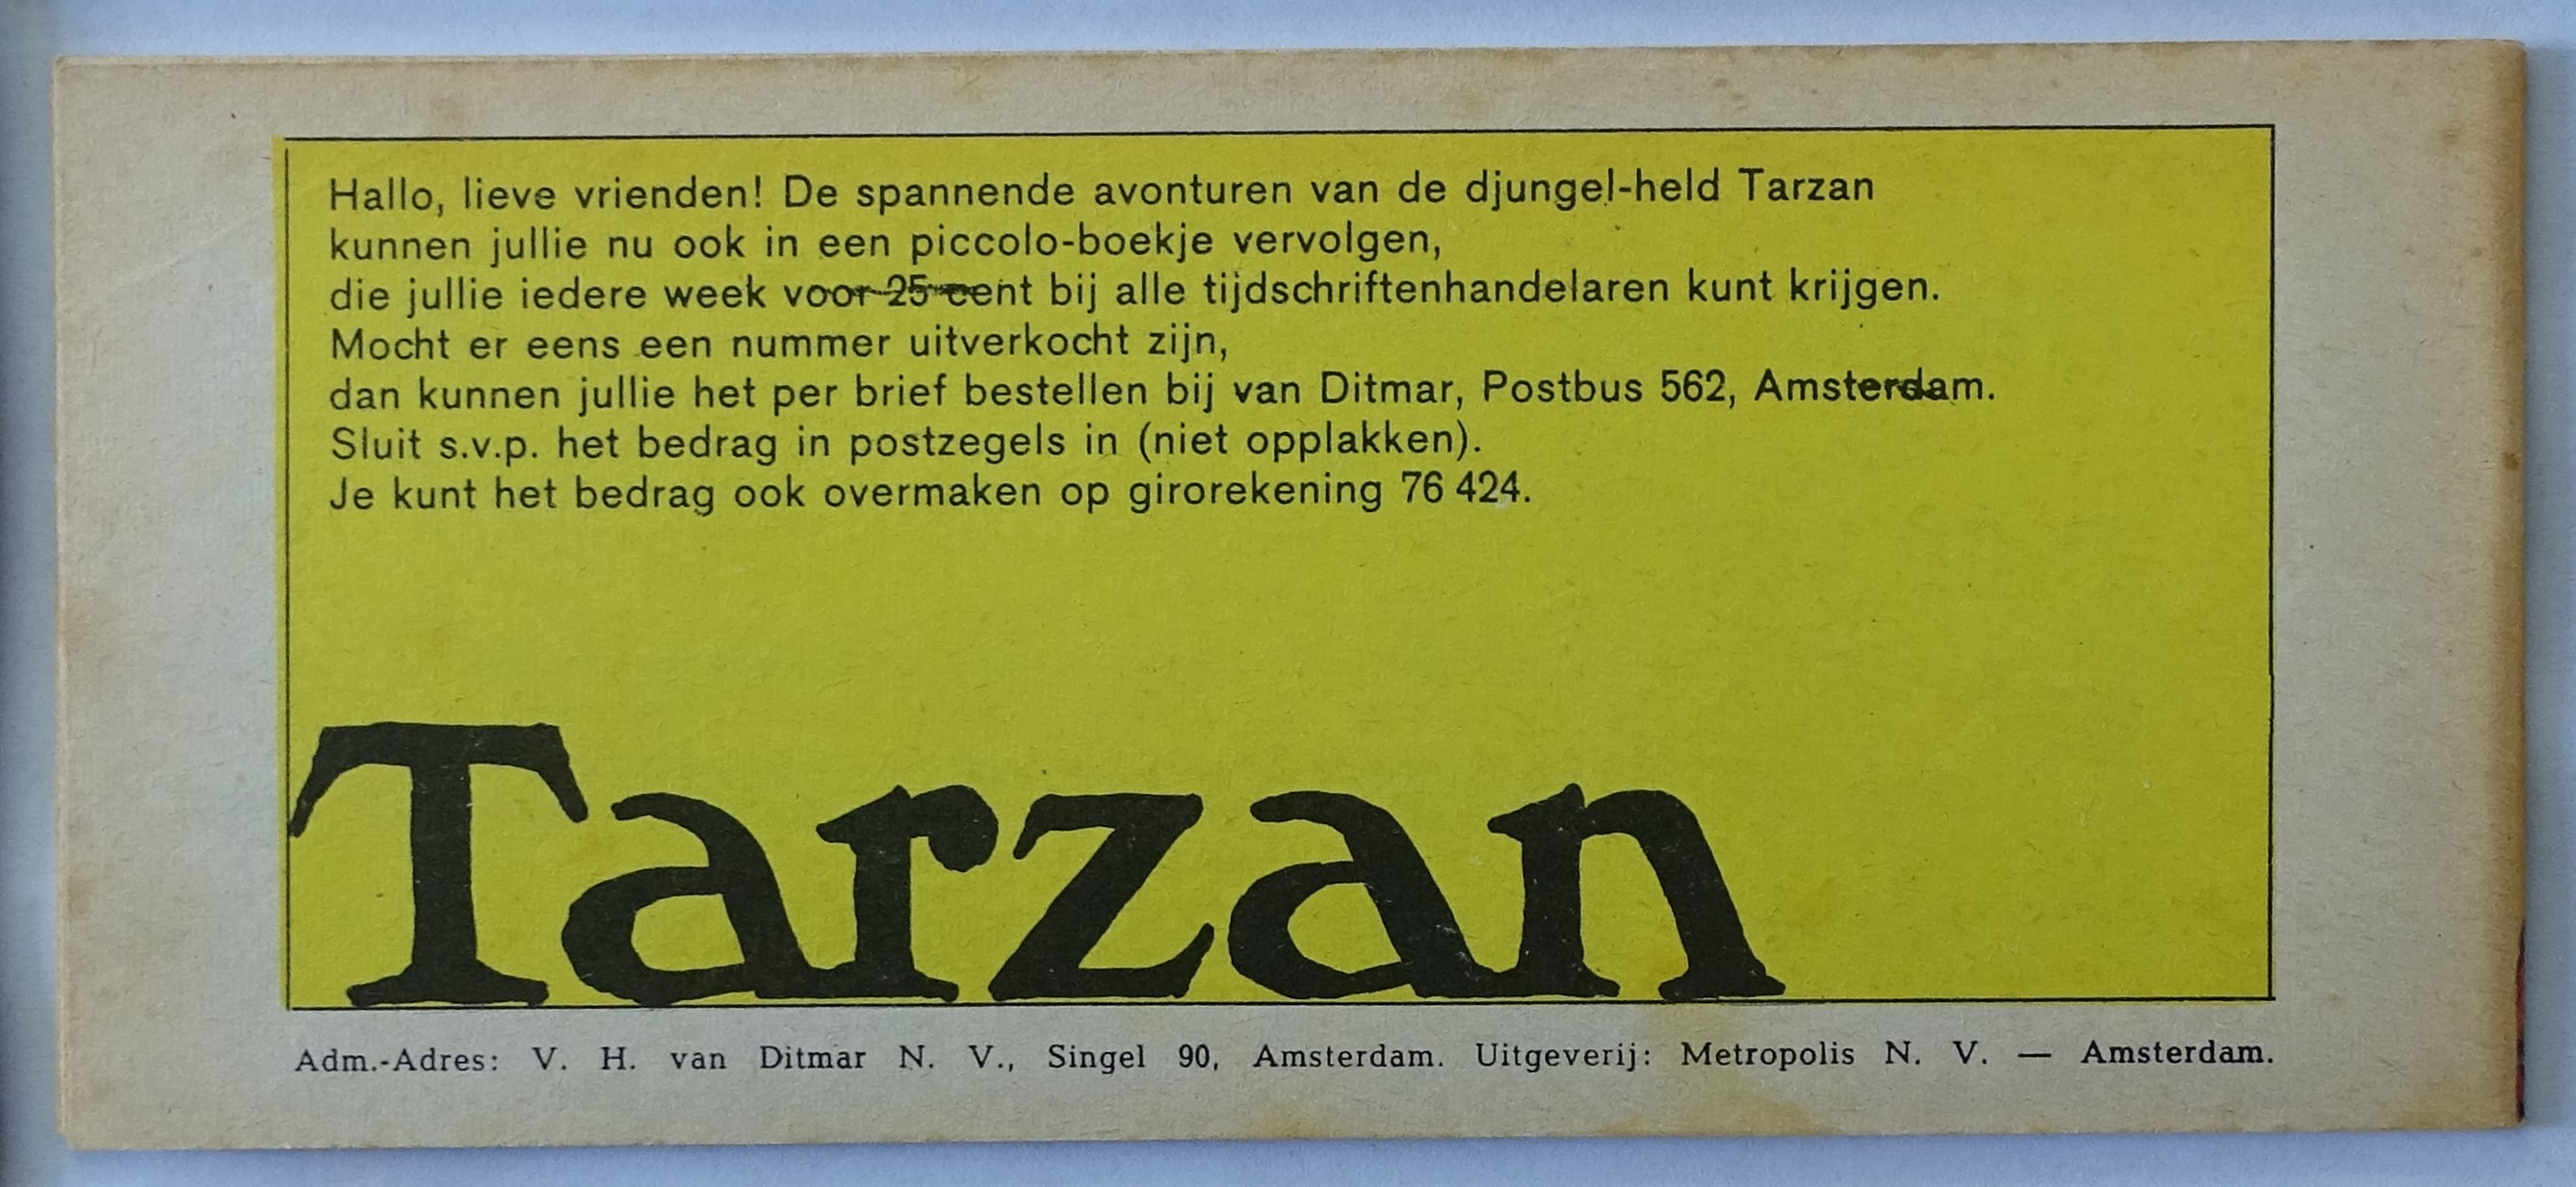 Hallo, lieve vrienden! De spannende avonturen van de djungel-held Tarzan
kunnen jullie nu ook in een piccolo-boekje vervolgen,
die jullie iedere week voor 25 cent bij alle tijdschriftenhandelaren kunt krijgen.
Mocht er eens een nummer uitverkocht zijn,
dan kunnen jullie het per brief bestellen bij van Ditmar, Postbus 562, Amsterdam.
Sluit s.v.p. het bedrag in postzegels in (niet opplakken).
Je kunt het bedrag ook overmaken op girorekening 76 424.
Tarzan
Adm.-Adres: V. H. van Ditmar N. V., Singel 90, Amsterdam. Uitgeverij: Metropolis N. V. — Amsterdam.